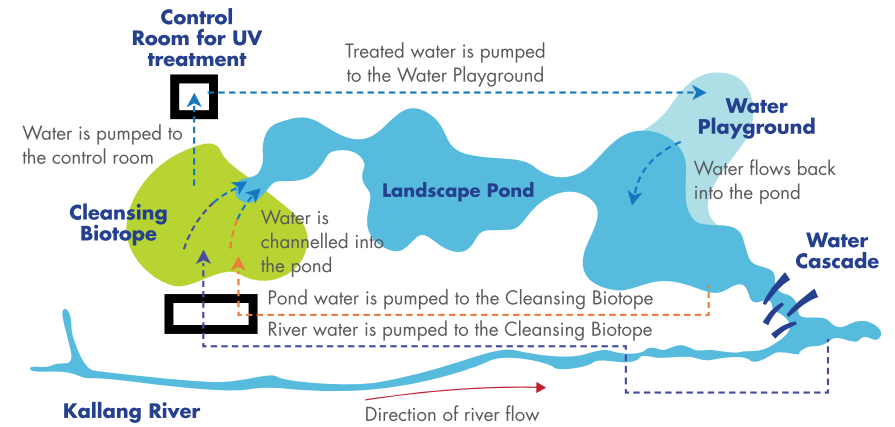 Control
Room for UV
treatment
Treated water is pumped
to the Water Playground
Water
Playground
Water is pumped to
the control room
Water flows back
into the pond
Landscape Pond
Cleansing
Biotope
Water is
channelled into
the pond
Water
Cascade
Pond water is pumped to the Cleansing Biotope
River water is pumped to the Cleansing Biotope
Kallang River
Direction of river flow